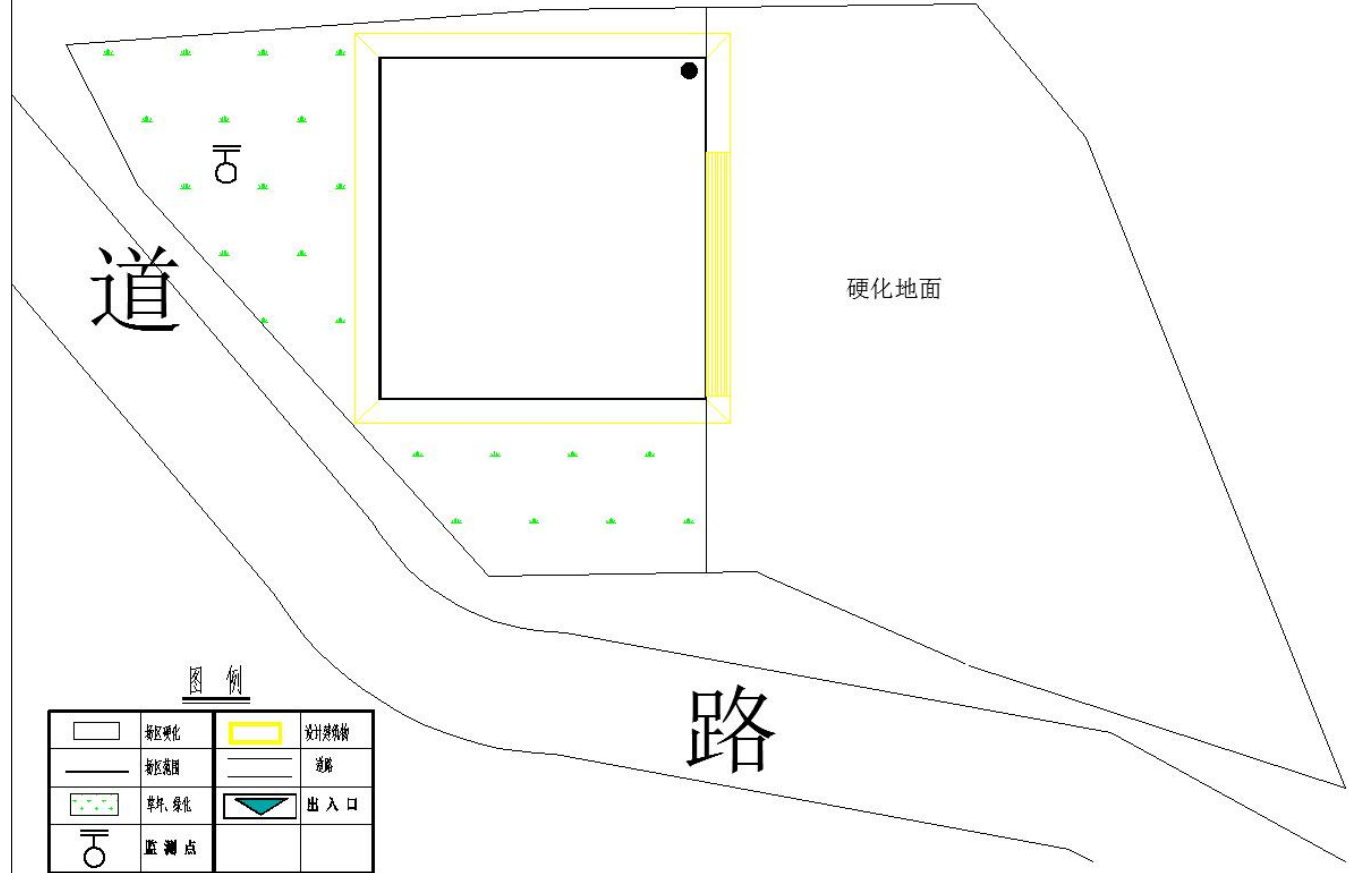 道
硬化地面
路
图 例
场区硬化 设计建筑物
场区范围 道路
草坪、绿化 出 入 口
监 测 点